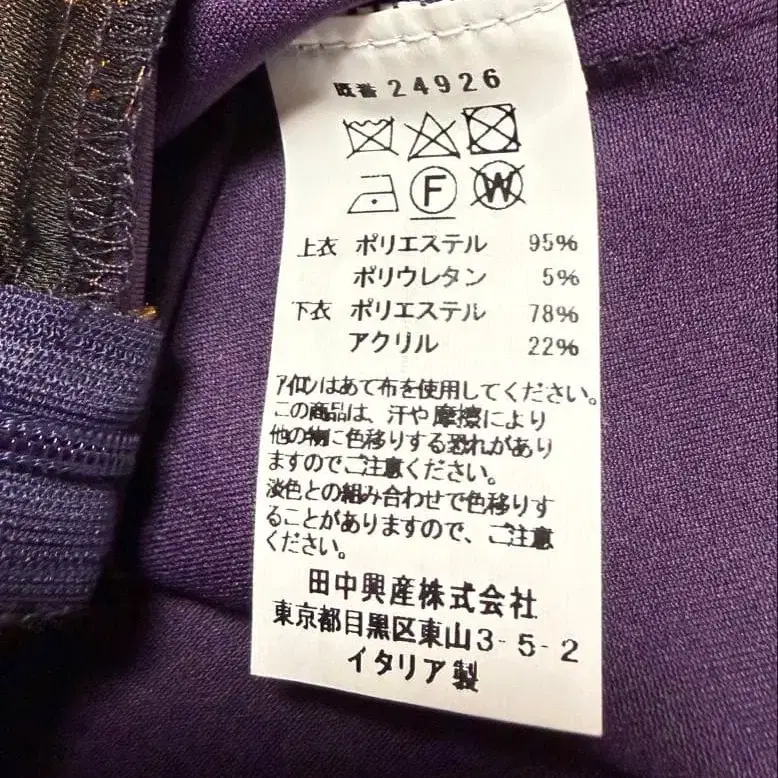 既番 24926
F W
上衣 ポリエステル 95%
ポリウレタン 5%
下衣 ポリエステル 78%
アクリル 22%
アイロンはあて布を使用してください。
この商品は、汗や摩擦により
他の物に色移りする恐れがあり
ますのでご注意ください。
淡色との組み合わせで色移りす
ることがありますので、ご注意
ください。
田中興産株式会社
東京都目黒区東山3-5-2
イタリア製